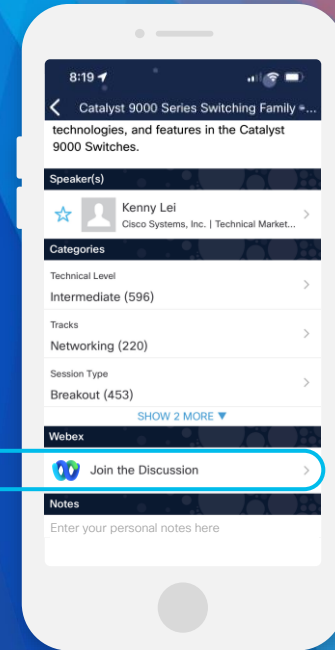 8:19
Catalyst 9000 Series Switching Family =...
technologies, and features in the Catalyst
9000 Switches.
Speaker(s)
Kenny Lei
Cisco Systems, Inc. | Technical Market...
Categories
Technical Level
Intermediate (596)
Tracks
Networking (220)
Session Type
Breakout (453)
SHOW 2 MORE ▼
Webex
Join the Discussion
Notes
Enter your personal notes here